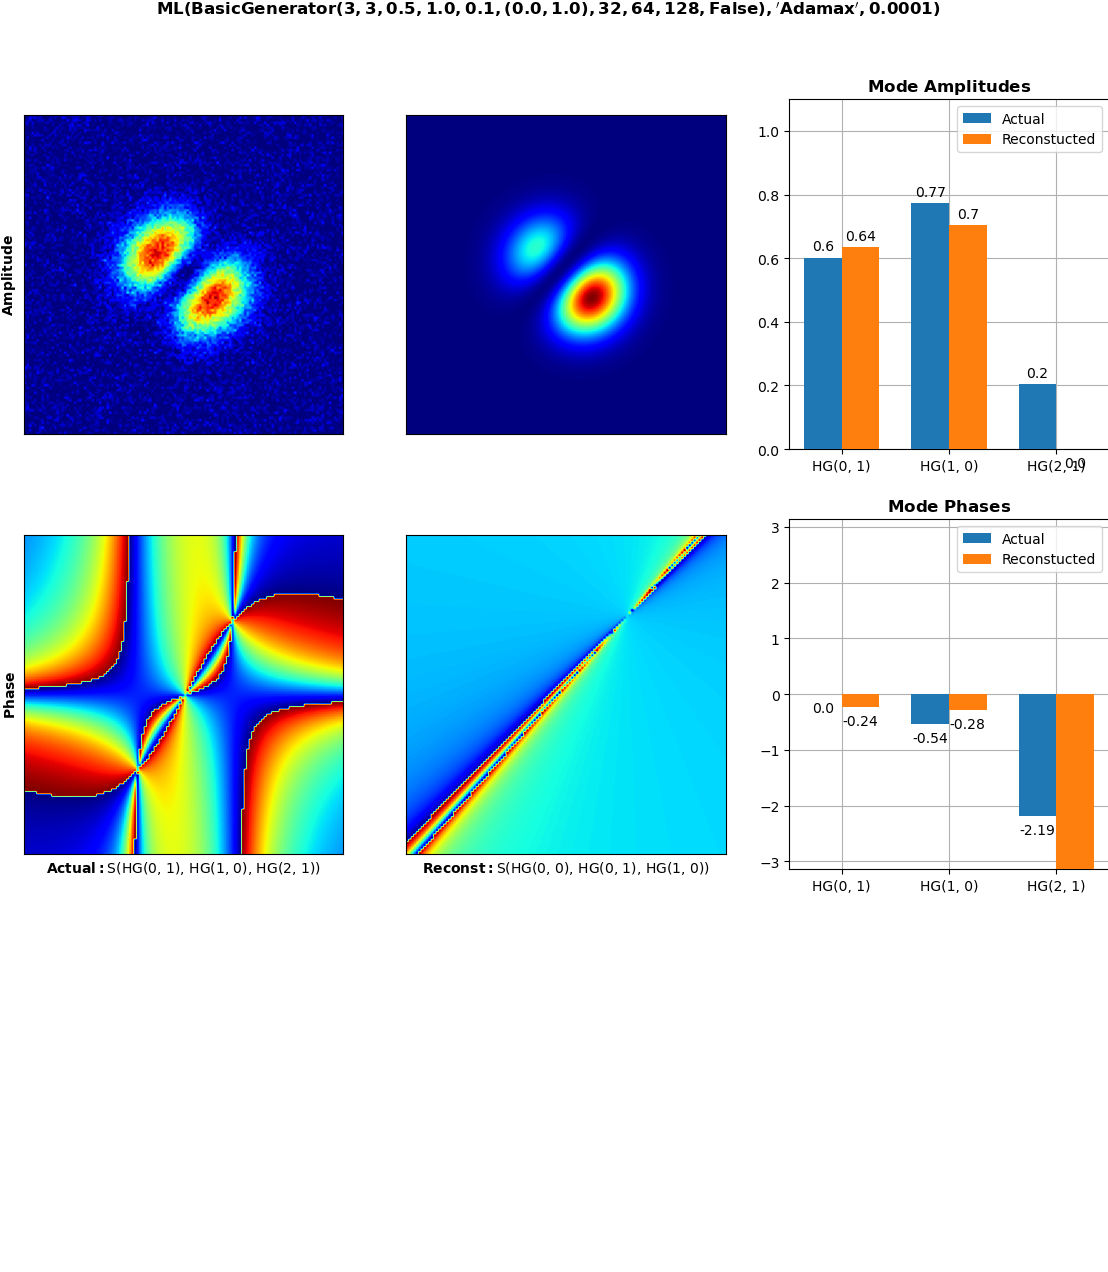 ML(BasicGenerator(3, 3, 0.5, 1.0, 0.1, (0.0, 1.0), 32, 64, 128, False), ′Adamax′, 0.0001)
Amplitude
Mode Amplitudes
Actual
Reconstucted
1.0
0.8
0.6
0.4
0.2
0.0
0.6
0.64
0.77
0.7
0.2
0.0
HG(0, 1)
HG(1, 0)
HG(2, 1)
Phase
Actual: S(HG(0, 1), HG(1, 0), HG(2, 1))
Reconst: S(HG(0, 0), HG(0, 1), HG(1, 0))
Mode Phases
Actual
Reconstucted
3
2
1
0
−1
−2
−3
0.0
-0.24
-0.54
-0.28
-2.19
HG(0, 1)
HG(1, 0)
HG(2, 1)